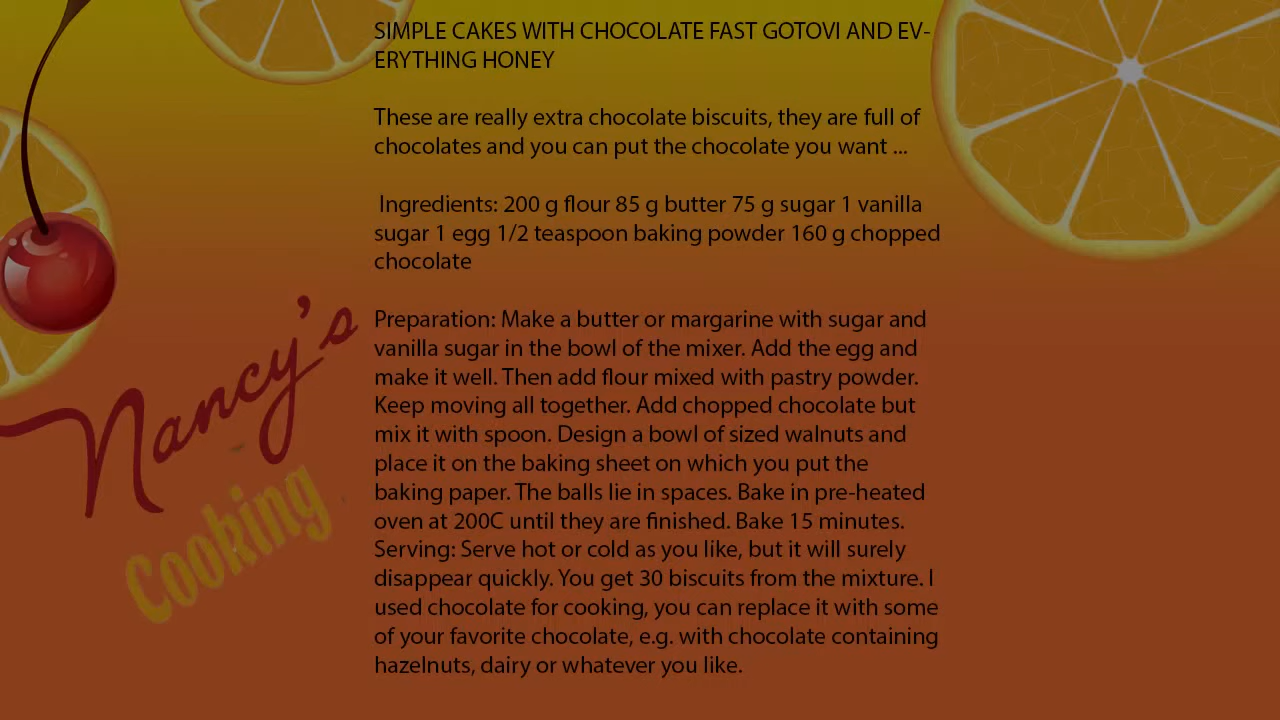 SIMPLE CAKES WITH CHOCOLATE FAST GOTOVI AND EV-
ERYTHING HONEY
These are really extra chocolate biscuits, they are full of
chocolates and you can put the chocolate you want ...
Ingredients: 200 g flour 85 g butter 75 g sugar 1 vanilla
sugar 1 egg 1/2 teaspoon baking powder 160 g chopped
chocolate
Preparation: Make a butter or margarine with sugar and
vanilla sugar in the bowl of the mixer. Add the egg and
make it well. Then add flour mixed with pastry powder.
Keep moving all together. Add chopped chocolate but
mix it with spoon. Design a bowl of sized walnuts and
place it on the baking sheet on which you put the
baking paper. The balls lie in spaces. Bake in pre-heated
oven at 200C until they are finished. Bake 15 minutes.
Serving: Serve hot or cold as you like, but it will surely
disappear quickly. You get 30 biscuits from the mixture. I
used chocolate for cooking, you can replace it with some
of your favorite chocolate, e.g. with chocolate containing
hazelnuts, dairy or whatever you like.
Nancy's
Cooking